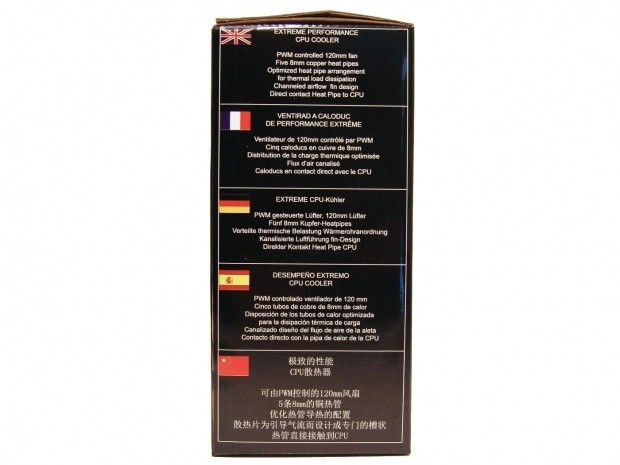 EXTREME PERFORMANCE
CPU COOLER
PWM controlled 120mm fan
Five 8mm copper heat pipes
Optimized heat pipe arrangement
for thermal load dissipation
Channeled airflow fin design
Direct contact Heat Pipe to CPU
VENTIRAD A CALODUC
DE PERFORMANCE EXTRÊME
Ventilateur de 120mm contrôlé par PWM
Cinq caloducs en cuivre de 8mm
Distribution de la charge thermique optimisée
Flux d'air canalisé
Caloducs en contact direct avec le CPU
EXTREME CPU-Kühler
PWM gesteuerte Lüfter, 120mm Lüfter
Fünf 8mm Kupfer-Heatpipes
Verteilte thermische Belastung Wärmerohranordnung
Kanalisierte Luftführung fin-Design
Direkter Kontakt Heat Pipe CPU
DESEMPEÑO EXTREMO
CPU COOLER
PWM controlado ventilador de 120 mm
Cinco tubos de cobre de 8mm de calor
Disposición de los tubos de calor optimizada
para la disipación térmica de carga
Canalizado diseño del flujo de aire de la aleta
Contacto directo con la pipa de calor de la CPU
极致的性能
CPU散热器
可由PWM控制的120mm风扇
5条8mm的铜热管
优化热管导热的配置
散热片为引导气流而设计成专门的槽状
热管直接接触到CPU